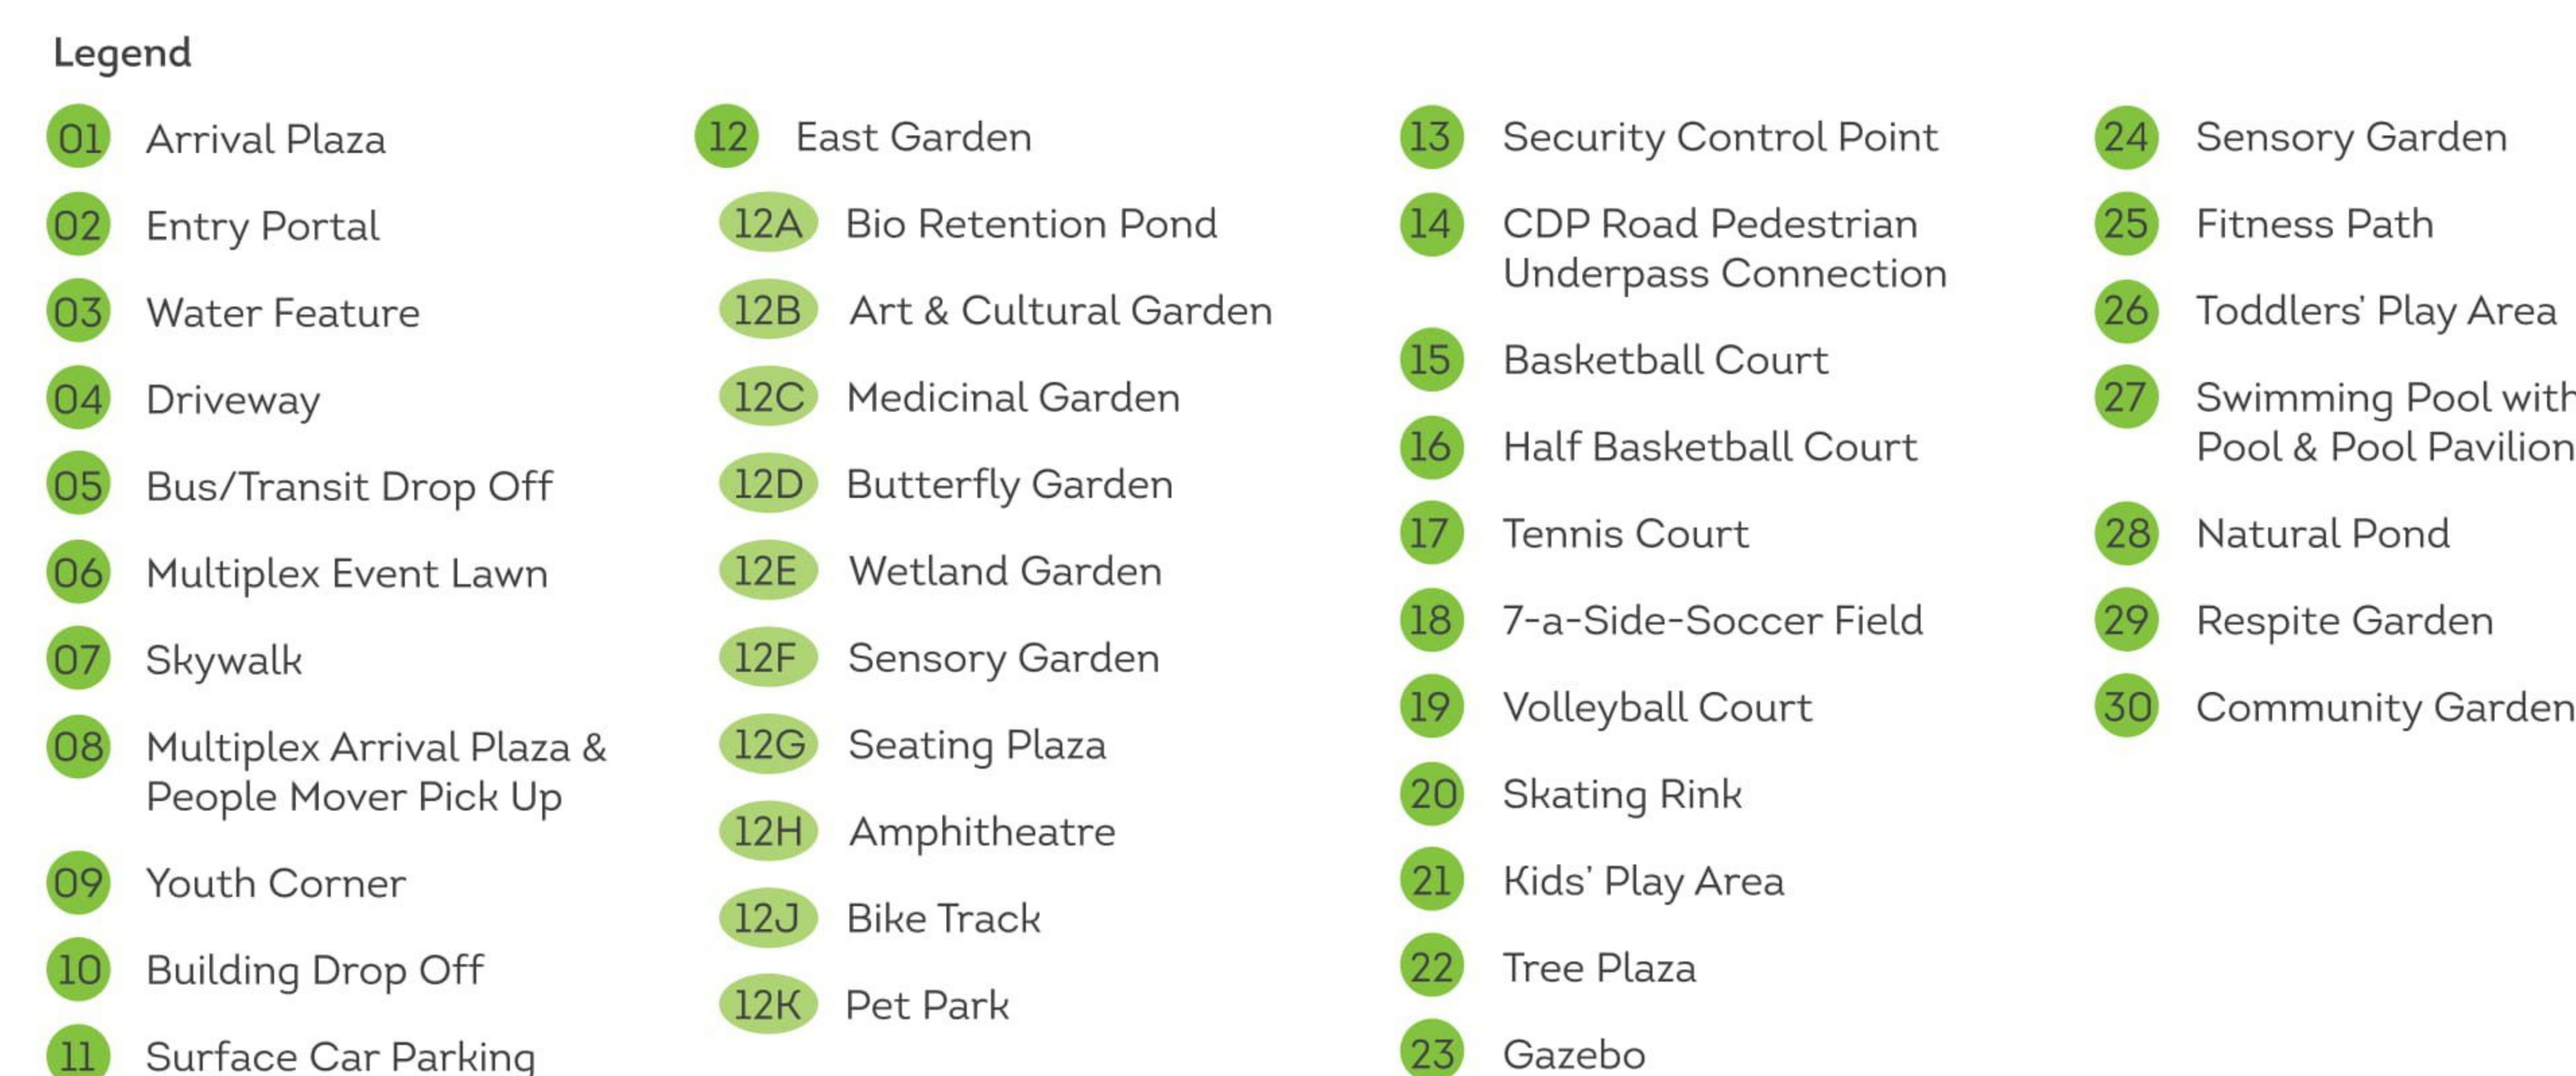 Legend
01 Arrival Plaza
02 Entry Portal
03 Water Feature
04 Driveway
05 Bus/Transit Drop Off
06 Multiplex Event Lawn
07 Skywalk
08 Multiplex Arrival Plaza &
People Mover Pick Up
09 Youth Corner
10 Building Drop Off
11 Surface Car Parking
12 East Garden
12A Bio Retention Pond
12B Art & Cultural Garden
12C Medicinal Garden
12D Butterfly Garden
12E Wetland Garden
12F Sensory Garden
12G Seating Plaza
12H Amphitheatre
12J Bike Track
12K Pet Park
13 Security Control Point
14 CDP Road Pedestrian
Underpass Connection
15 Basketball Court
16 Half Basketball Court
17 Tennis Court
18 7-a-Side-Soccer Field
19 Volleyball Court
20 Skating Rink
21 Kids' Play Area
22 Tree Plaza
23 Gazebo
24 Sensory Garden
25 Fitness Path
26 Toddlers' Play Area
27 Swimming Pool with
Pool & Pool Pavilion
28 Natural Pond
29 Respite Garden
30 Community Garden